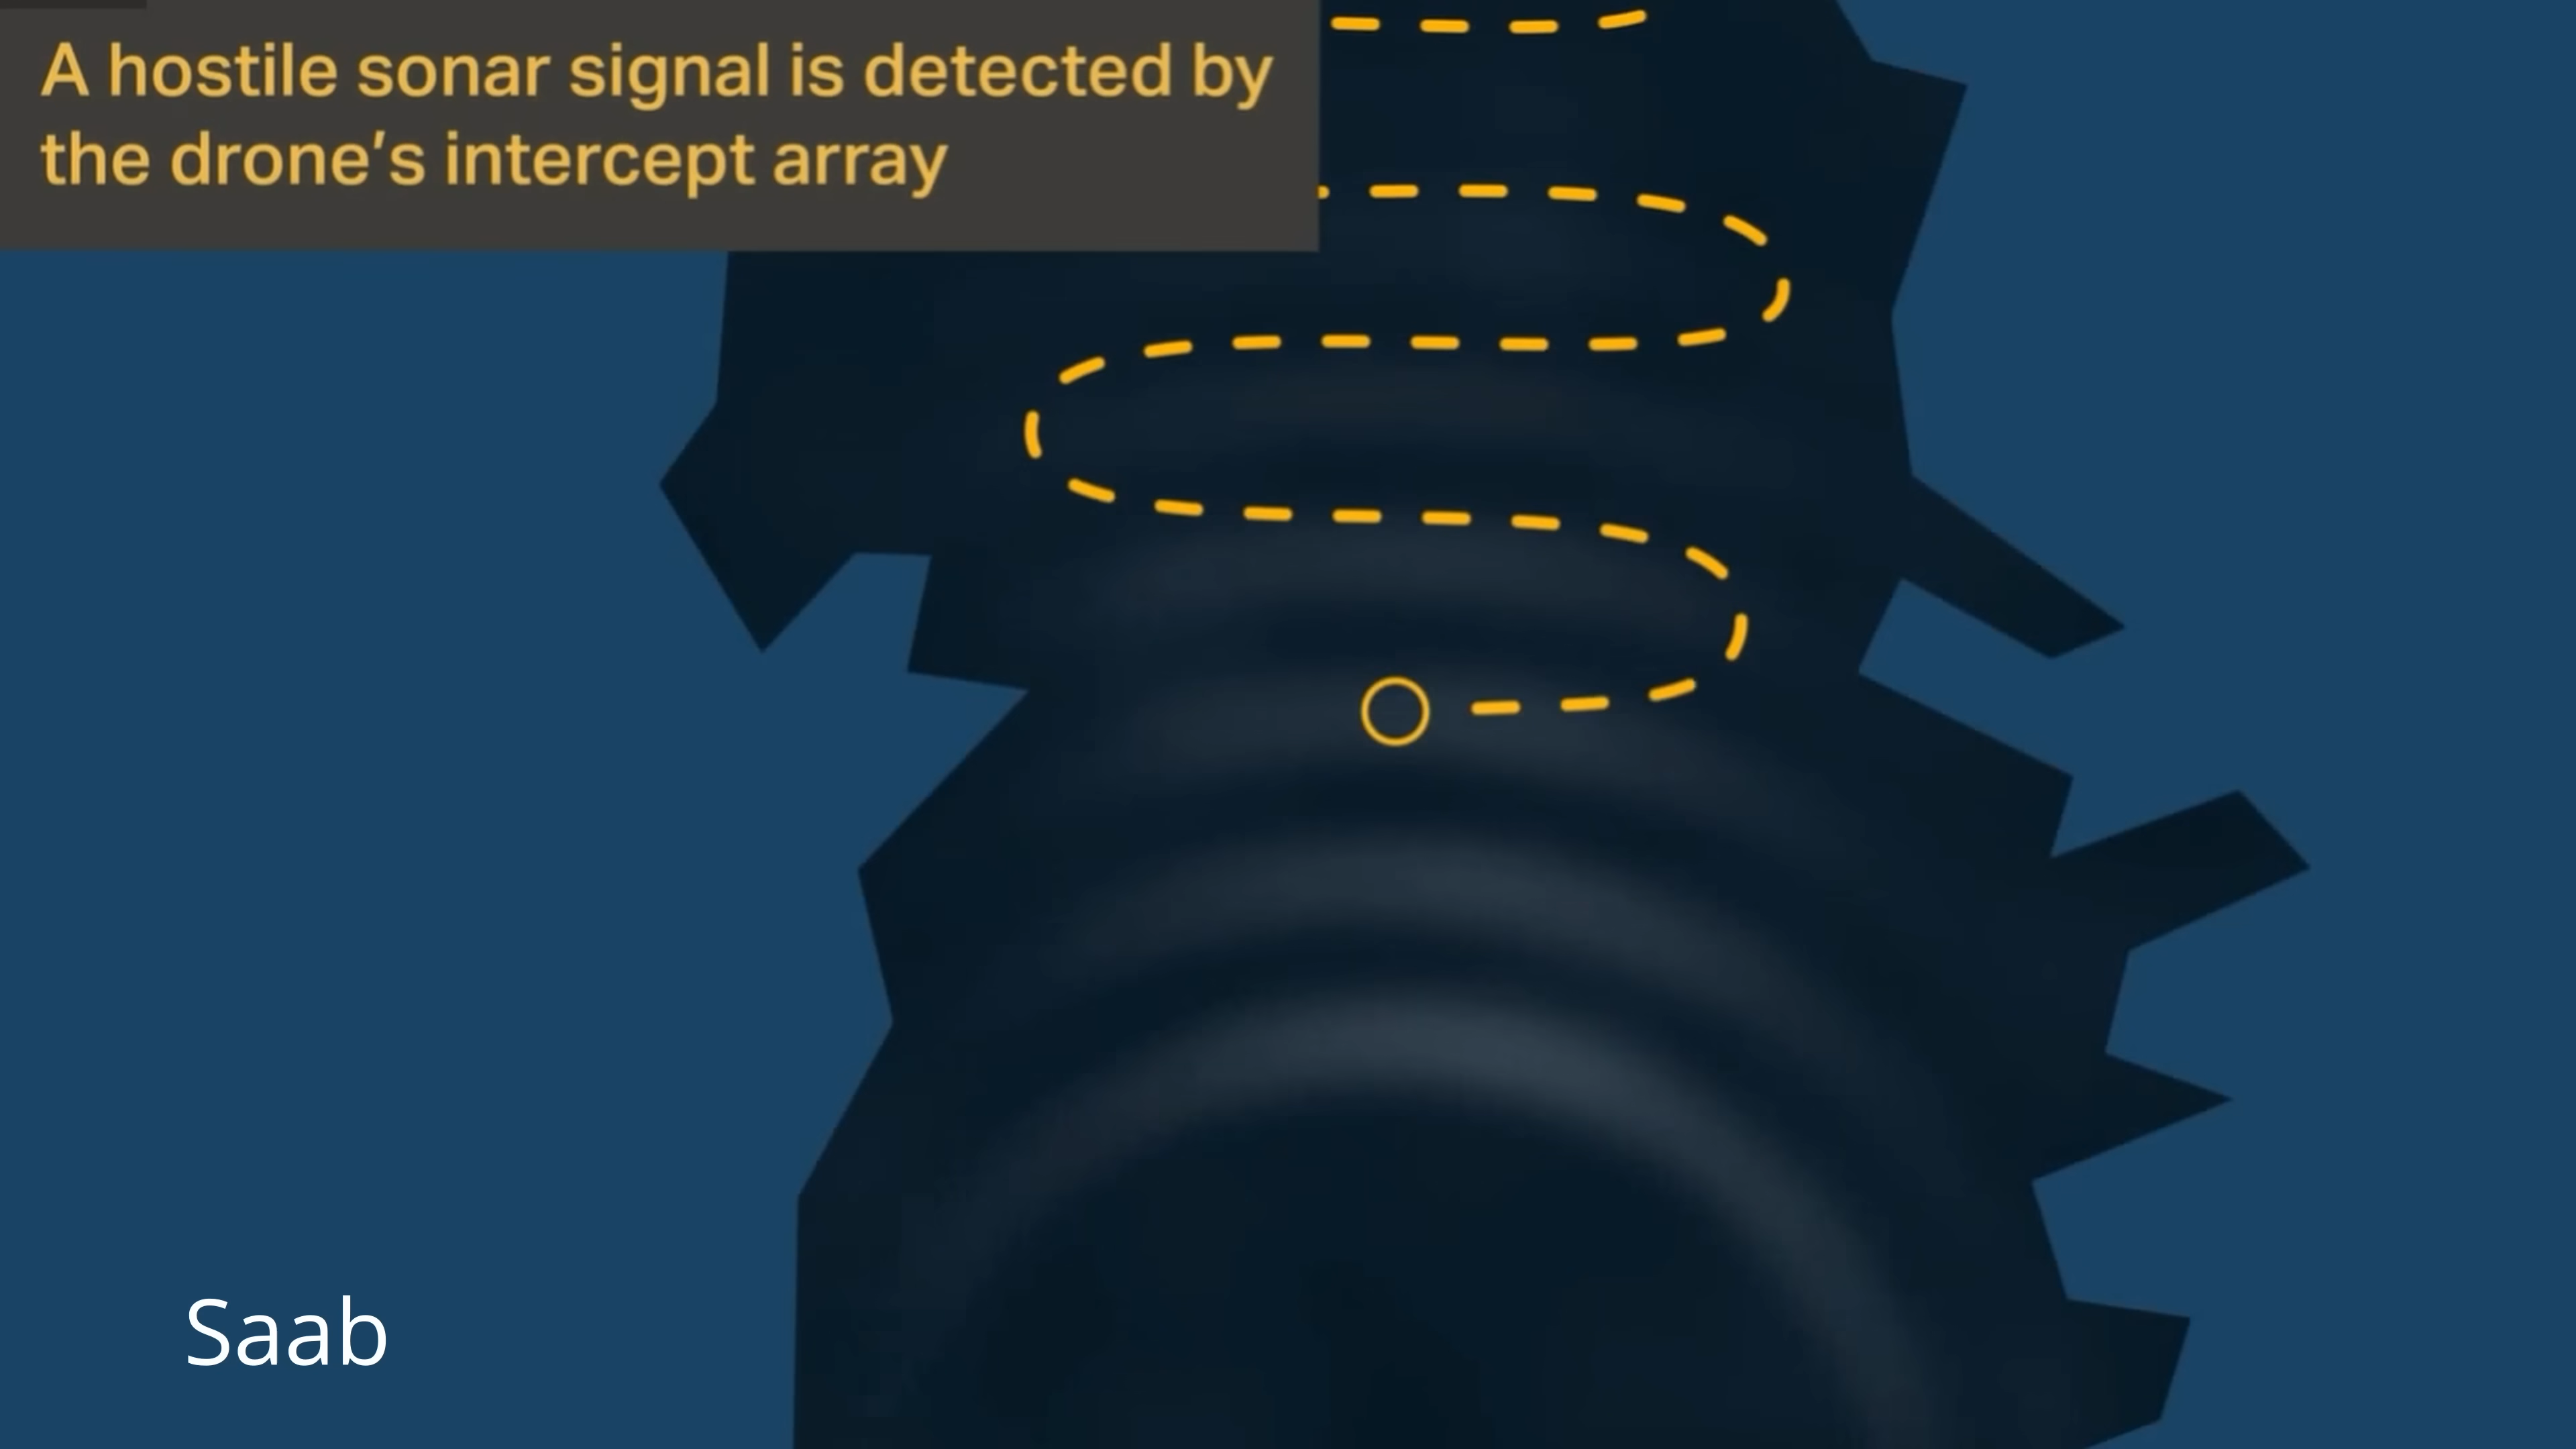 A hostile sonar signal is detected by
the drone’s intercept array
Saab